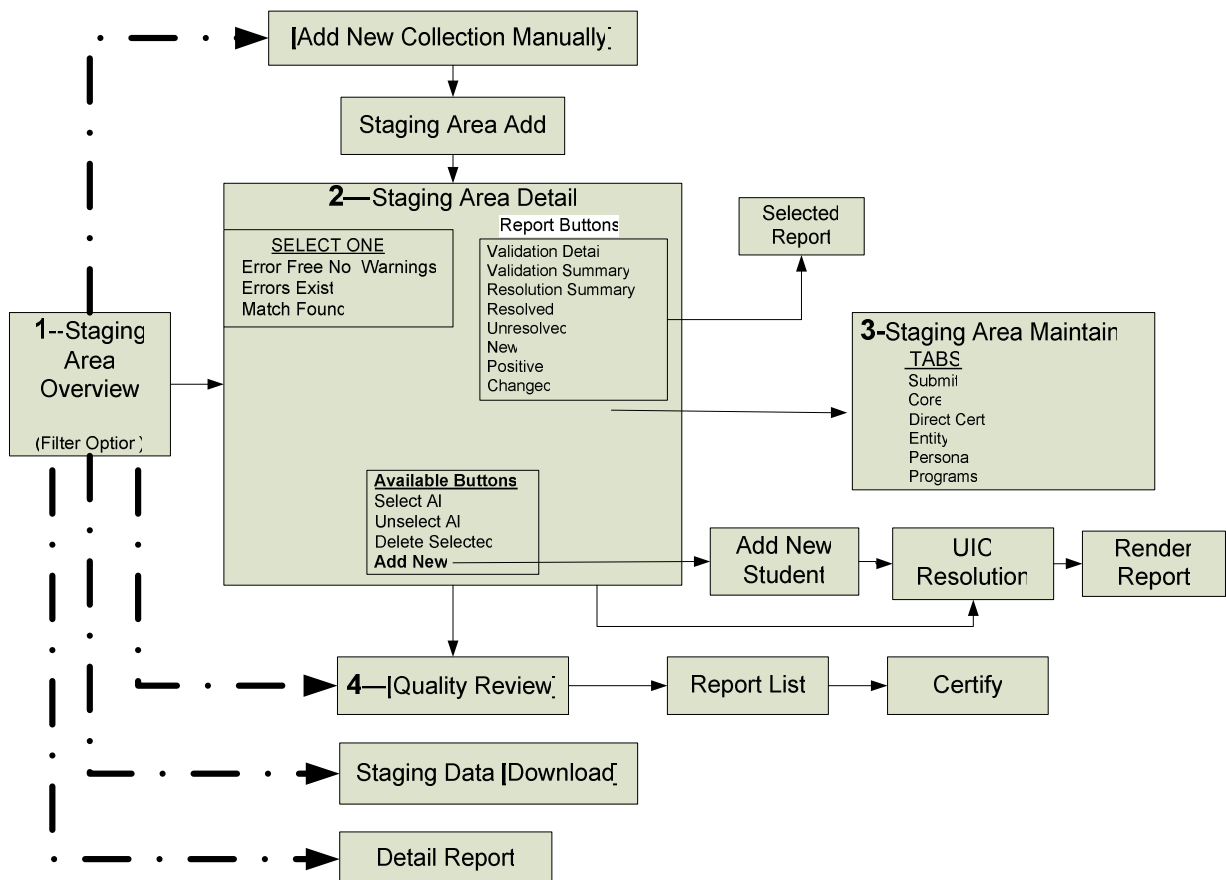 [Add New Collection Manually]
Staging Area Add
2—Staging Area Detail
Report Buttons
SELECT ONE
Error Free No Warnings
Errors Exist
Match Found
Validation Detai
Validation Summary
Resolution Summary
Resolved
Unresolved
New
Positive
Changed
Selected
Report
1--Staging
Area
Overview
(Filter Option)
3-Staging Area Maintain
TABS
Submit
Core
Direct Cert
Entity
Persona
Programs
Available Buttons
Select Al
Unselect Al
Delete Selected
Add New
Add New
Student
UIC
Resolution
Render
Report
4—[Quality Review]
Report List
Certify
Staging Data [Download]
Detail Report